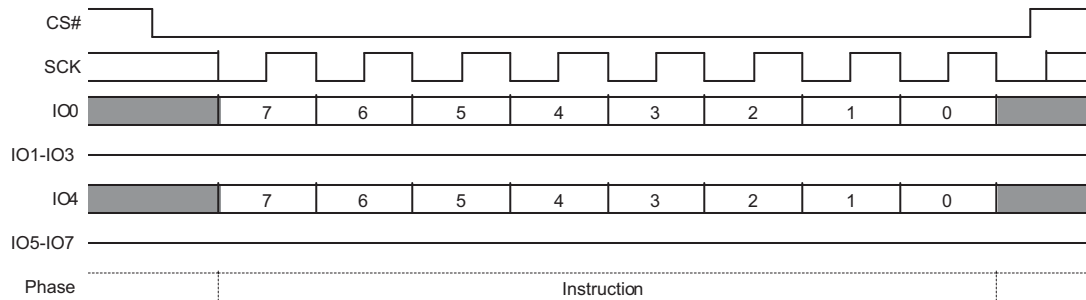 CS#
SCK
IO0 7 6 5 4 3 2 1 0
IO1-IO3
IO4 7 6 5 4 3 2 1 0
IO5-IO7
Phase Instruction